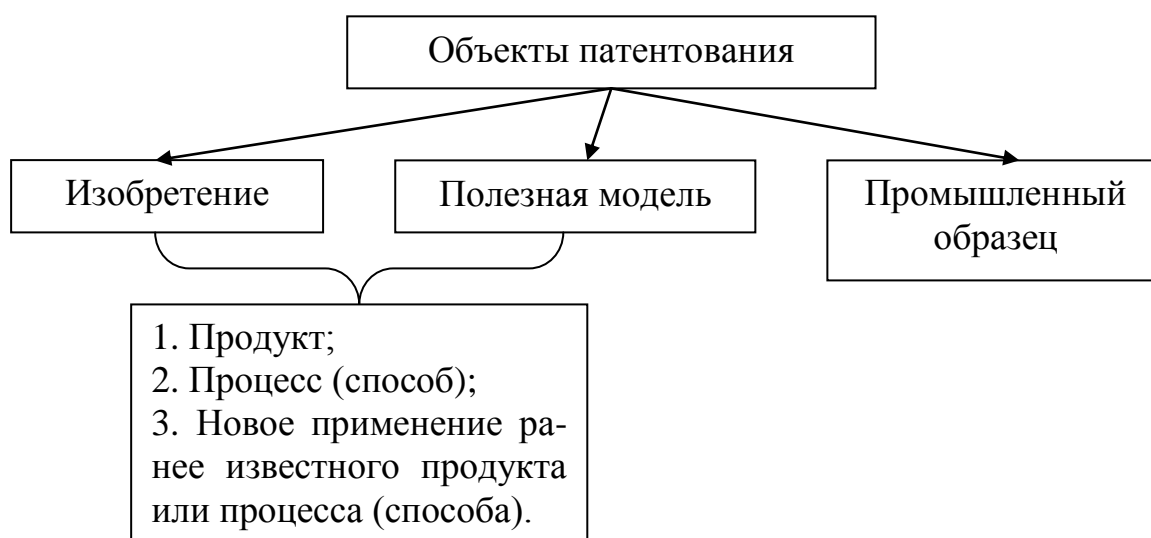 Объекты патентования
Изобретение
Полезная модель
Промышленный
образец
1. Продукт;
2. Процесс (способ);
3. Новое применение ра-
нее известного продукта
или процесса (способа).